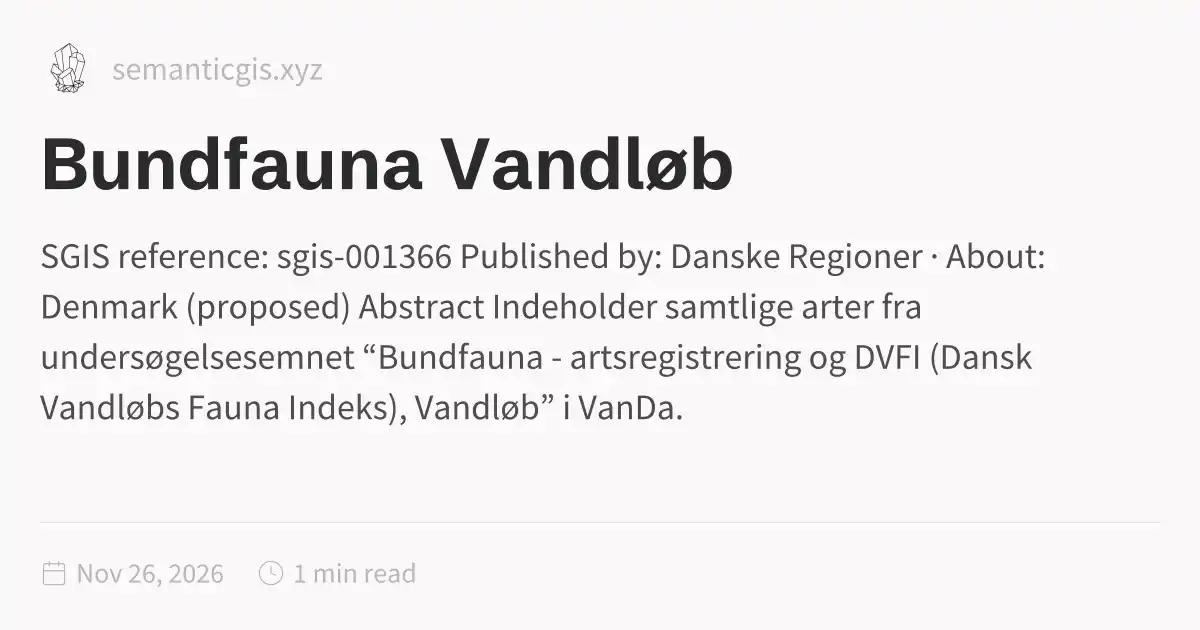 semanticgis.xyz
Bundfauna Vandløb
SGIS reference: sgis-001366 Published by: Danske Regioner · About:
Denmark (proposed) Abstract Indeholder samtlige arter fra
undersøgelsesemnet “Bundfauna - artsregistrering og DVFI (Dansk
Vandløbs Fauna Indeks), Vandløb” i VanDa.
Nov 26, 2026 1 min read